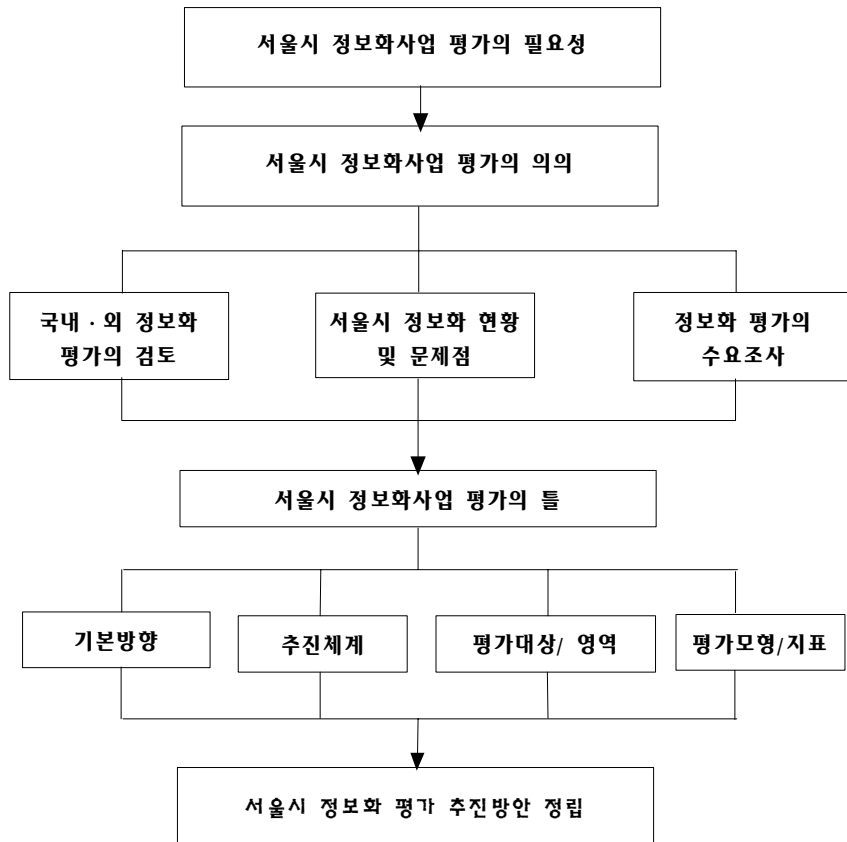 서울시 정보화사업 평가의 필요성
서울시 정보화사업 평가의 의의
국내 · 외 정보화
평가의 검토
서울시 정보화 현황
및 문제점
정보화 평가의
수요조사
서울시 정보화사업 평가의 틀
기본방향
추진체계
평가대상/ 영역
평가모형/지표
서울시 정보화 평가 추진방안 정립